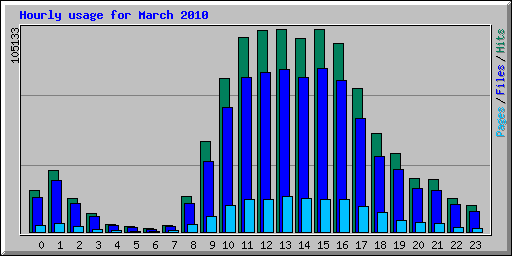 Hourly usage for March 2010
105133
Pages / Files / Hits
0 1 2 3 4 5 6 7 8 9 10 11 12 13 14 15 16 17 18 19 20 21 22 23